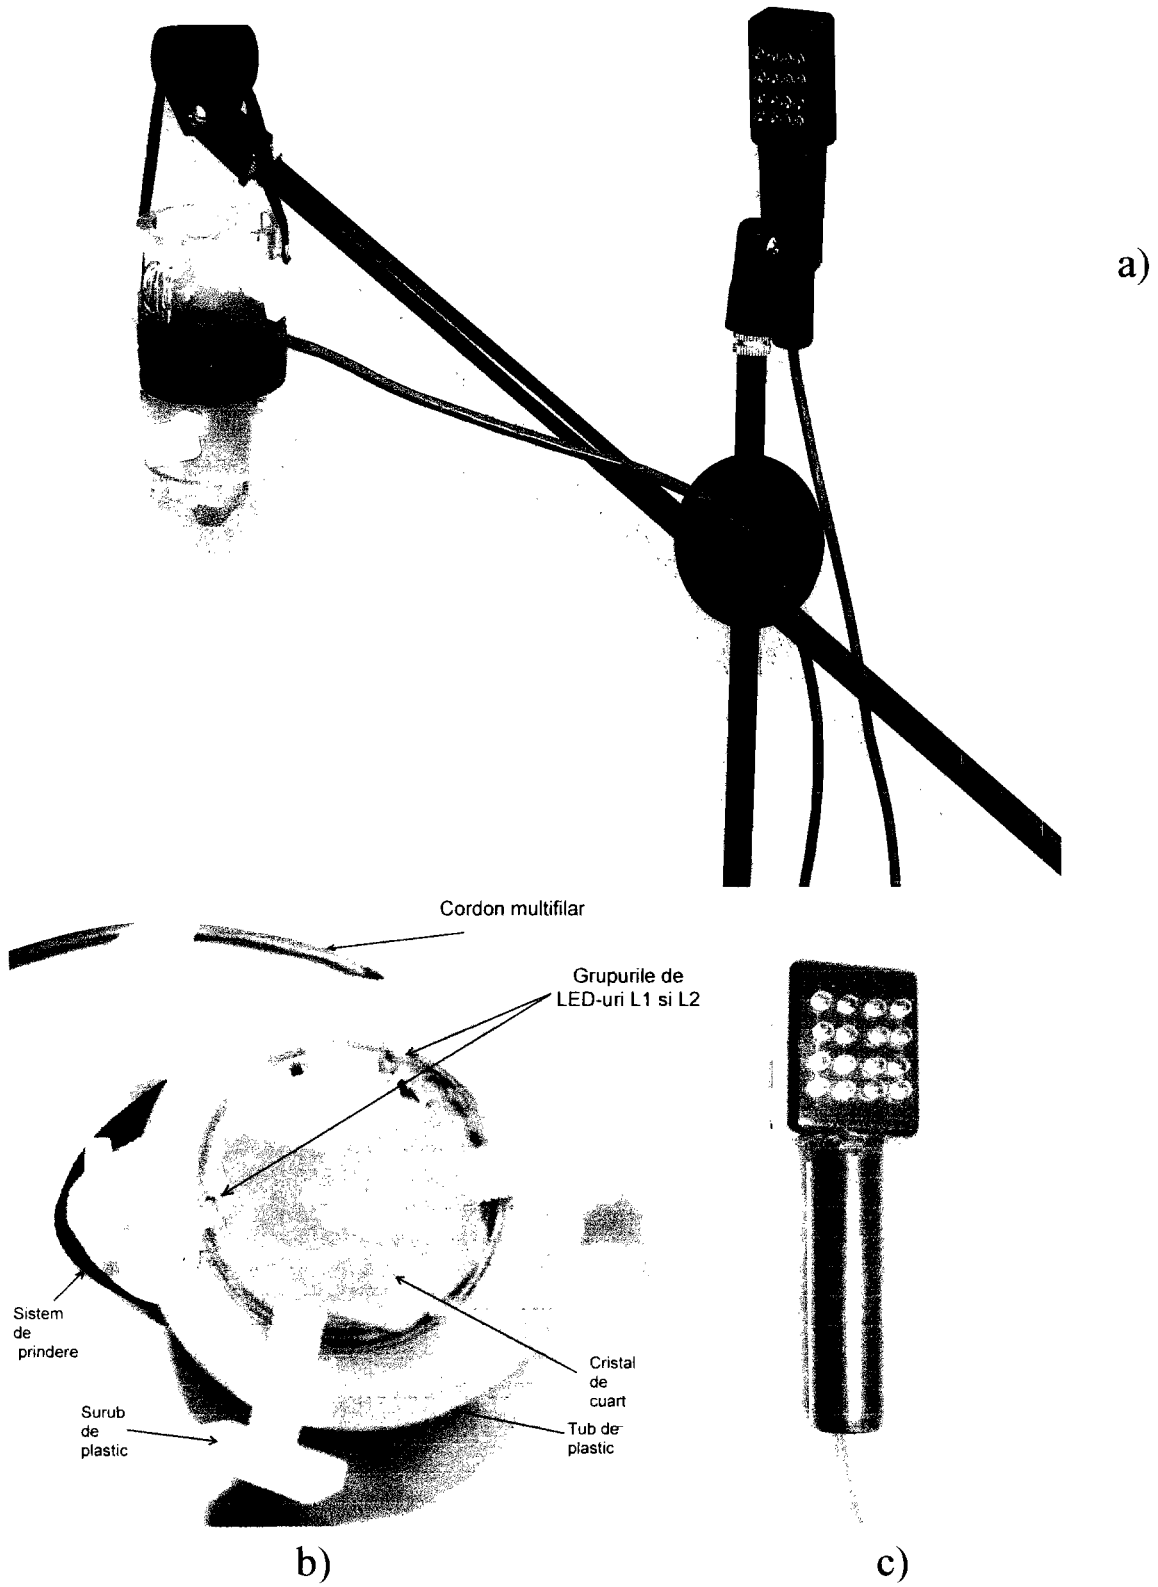 a)
Cordon multifilar
Grupurile de
LED-uri L1 si L2
Sistem
de
prindere
Cristal
de
cuart
Surub
de
plastic
Tub de
plastic
b)
c)